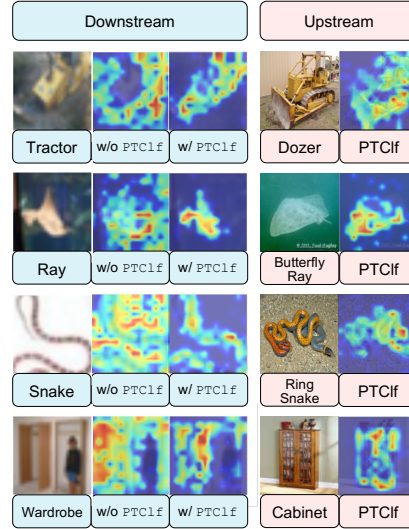 Downstream Upstream
Tractor w/o PTClf w/ PTClf Dozer PTClf
Ray w/o PTClf w/ PTClf Butterfly Ray PTClf
Snake w/o PTClf w/ PTClf Ring Snake PTClf
Wardrobe w/o PTClf w/ PTClf Cabinet PTClf